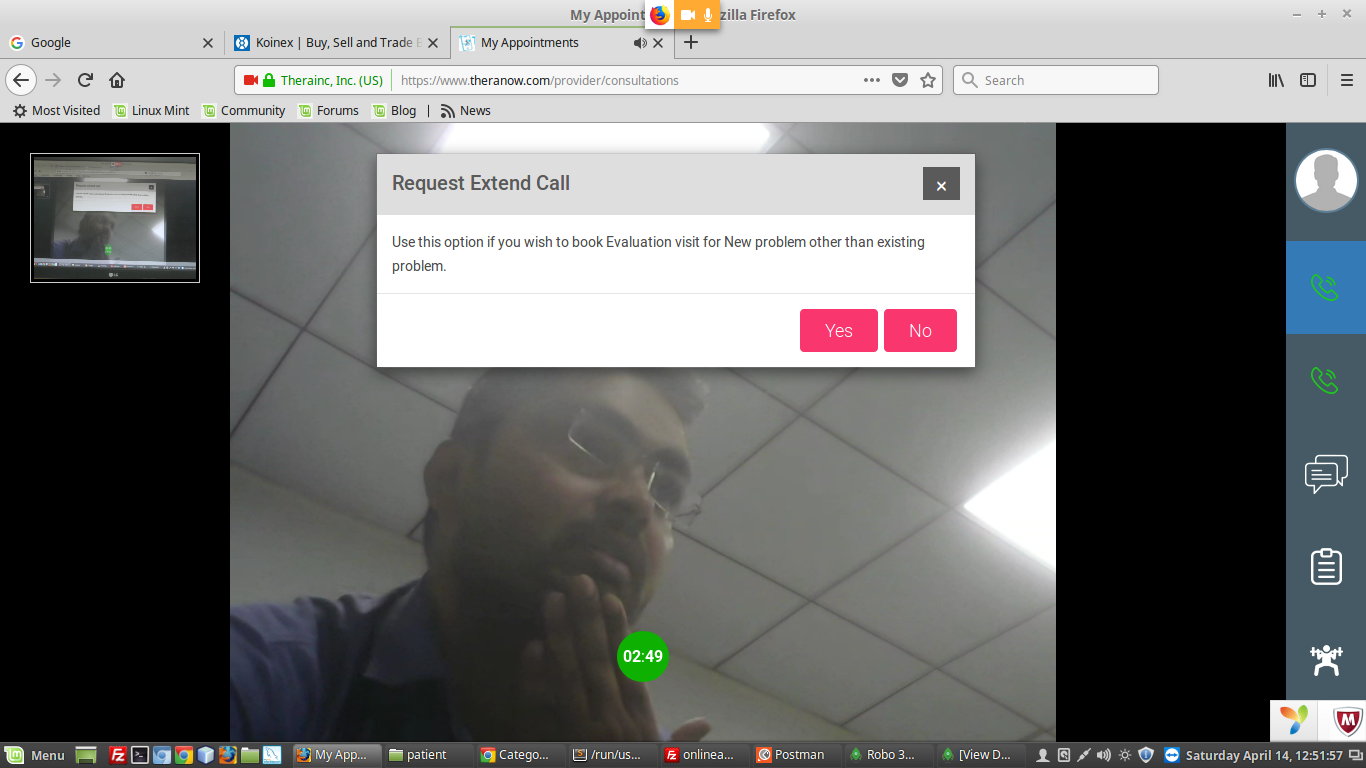 My Appoint
zilla Firefox
Google
Koinex | Buy, Sell and Trade E
My Appointments
Therainc, Inc. (US)
https://www.theranow.com/provider/consultations
Search
Most Visited
Linux Mint
Community
Forums
Blog
News
Request Extend Call
×
Use this option if you wish to book Evaluation visit for New problem other than existing
problem.
Yes
No
02:49
Menu
My App...
patient
Catego...
/run/us...
onlinea...
Postman
Robo 3...
[View D...
Saturday April 14, 12:51:57